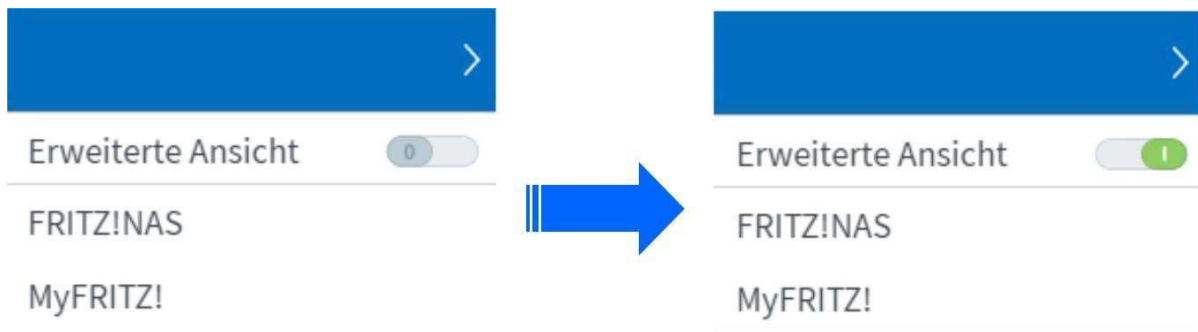 Erweiterte Ansicht 0
FRITZ!NAS
MyFRITZ!
Erweiterte Ansicht I
FRITZ!NAS
MyFRITZ!